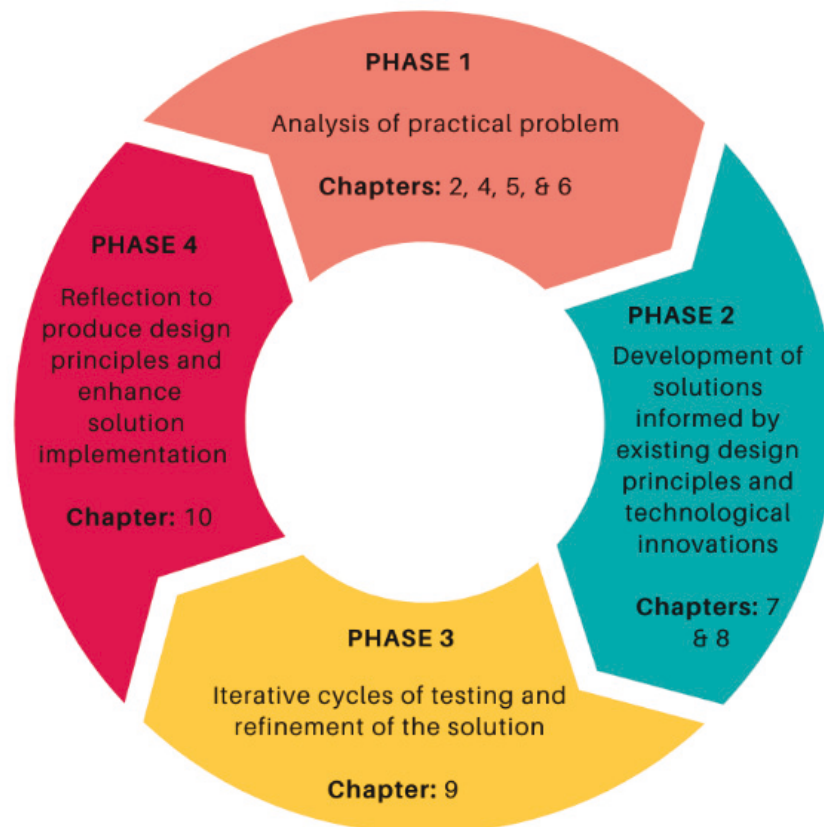 PHASE 1
Analysis of practical problem
Chapters: 2, 4, 5, & 6
PHASE 2
Development of
solutions
informed by
existing design
principles and
technological
innovations
Chapters: 7
& 8
PHASE 3
Iterative cycles of testing and
refinement of the solution
Chapter: 9
PHASE 4
Reflection to
produce design
principles and
enhance
solution
implementation
Chapter: 10